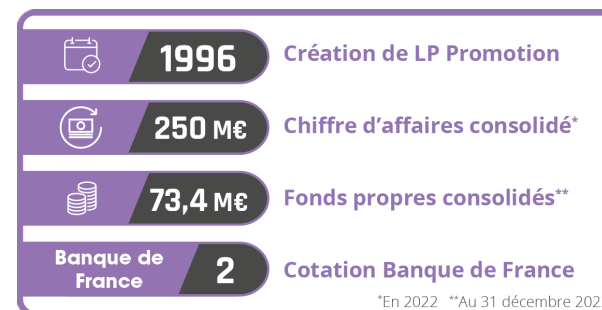 1996 Création de LP Promotion
250 M€ Chiffre d'affaires consolidé*
73,4 M€ Fonds propres consolidés**
Banque de France 2 Cotation Banque de France
*En 2022 **Au 31 décembre 202